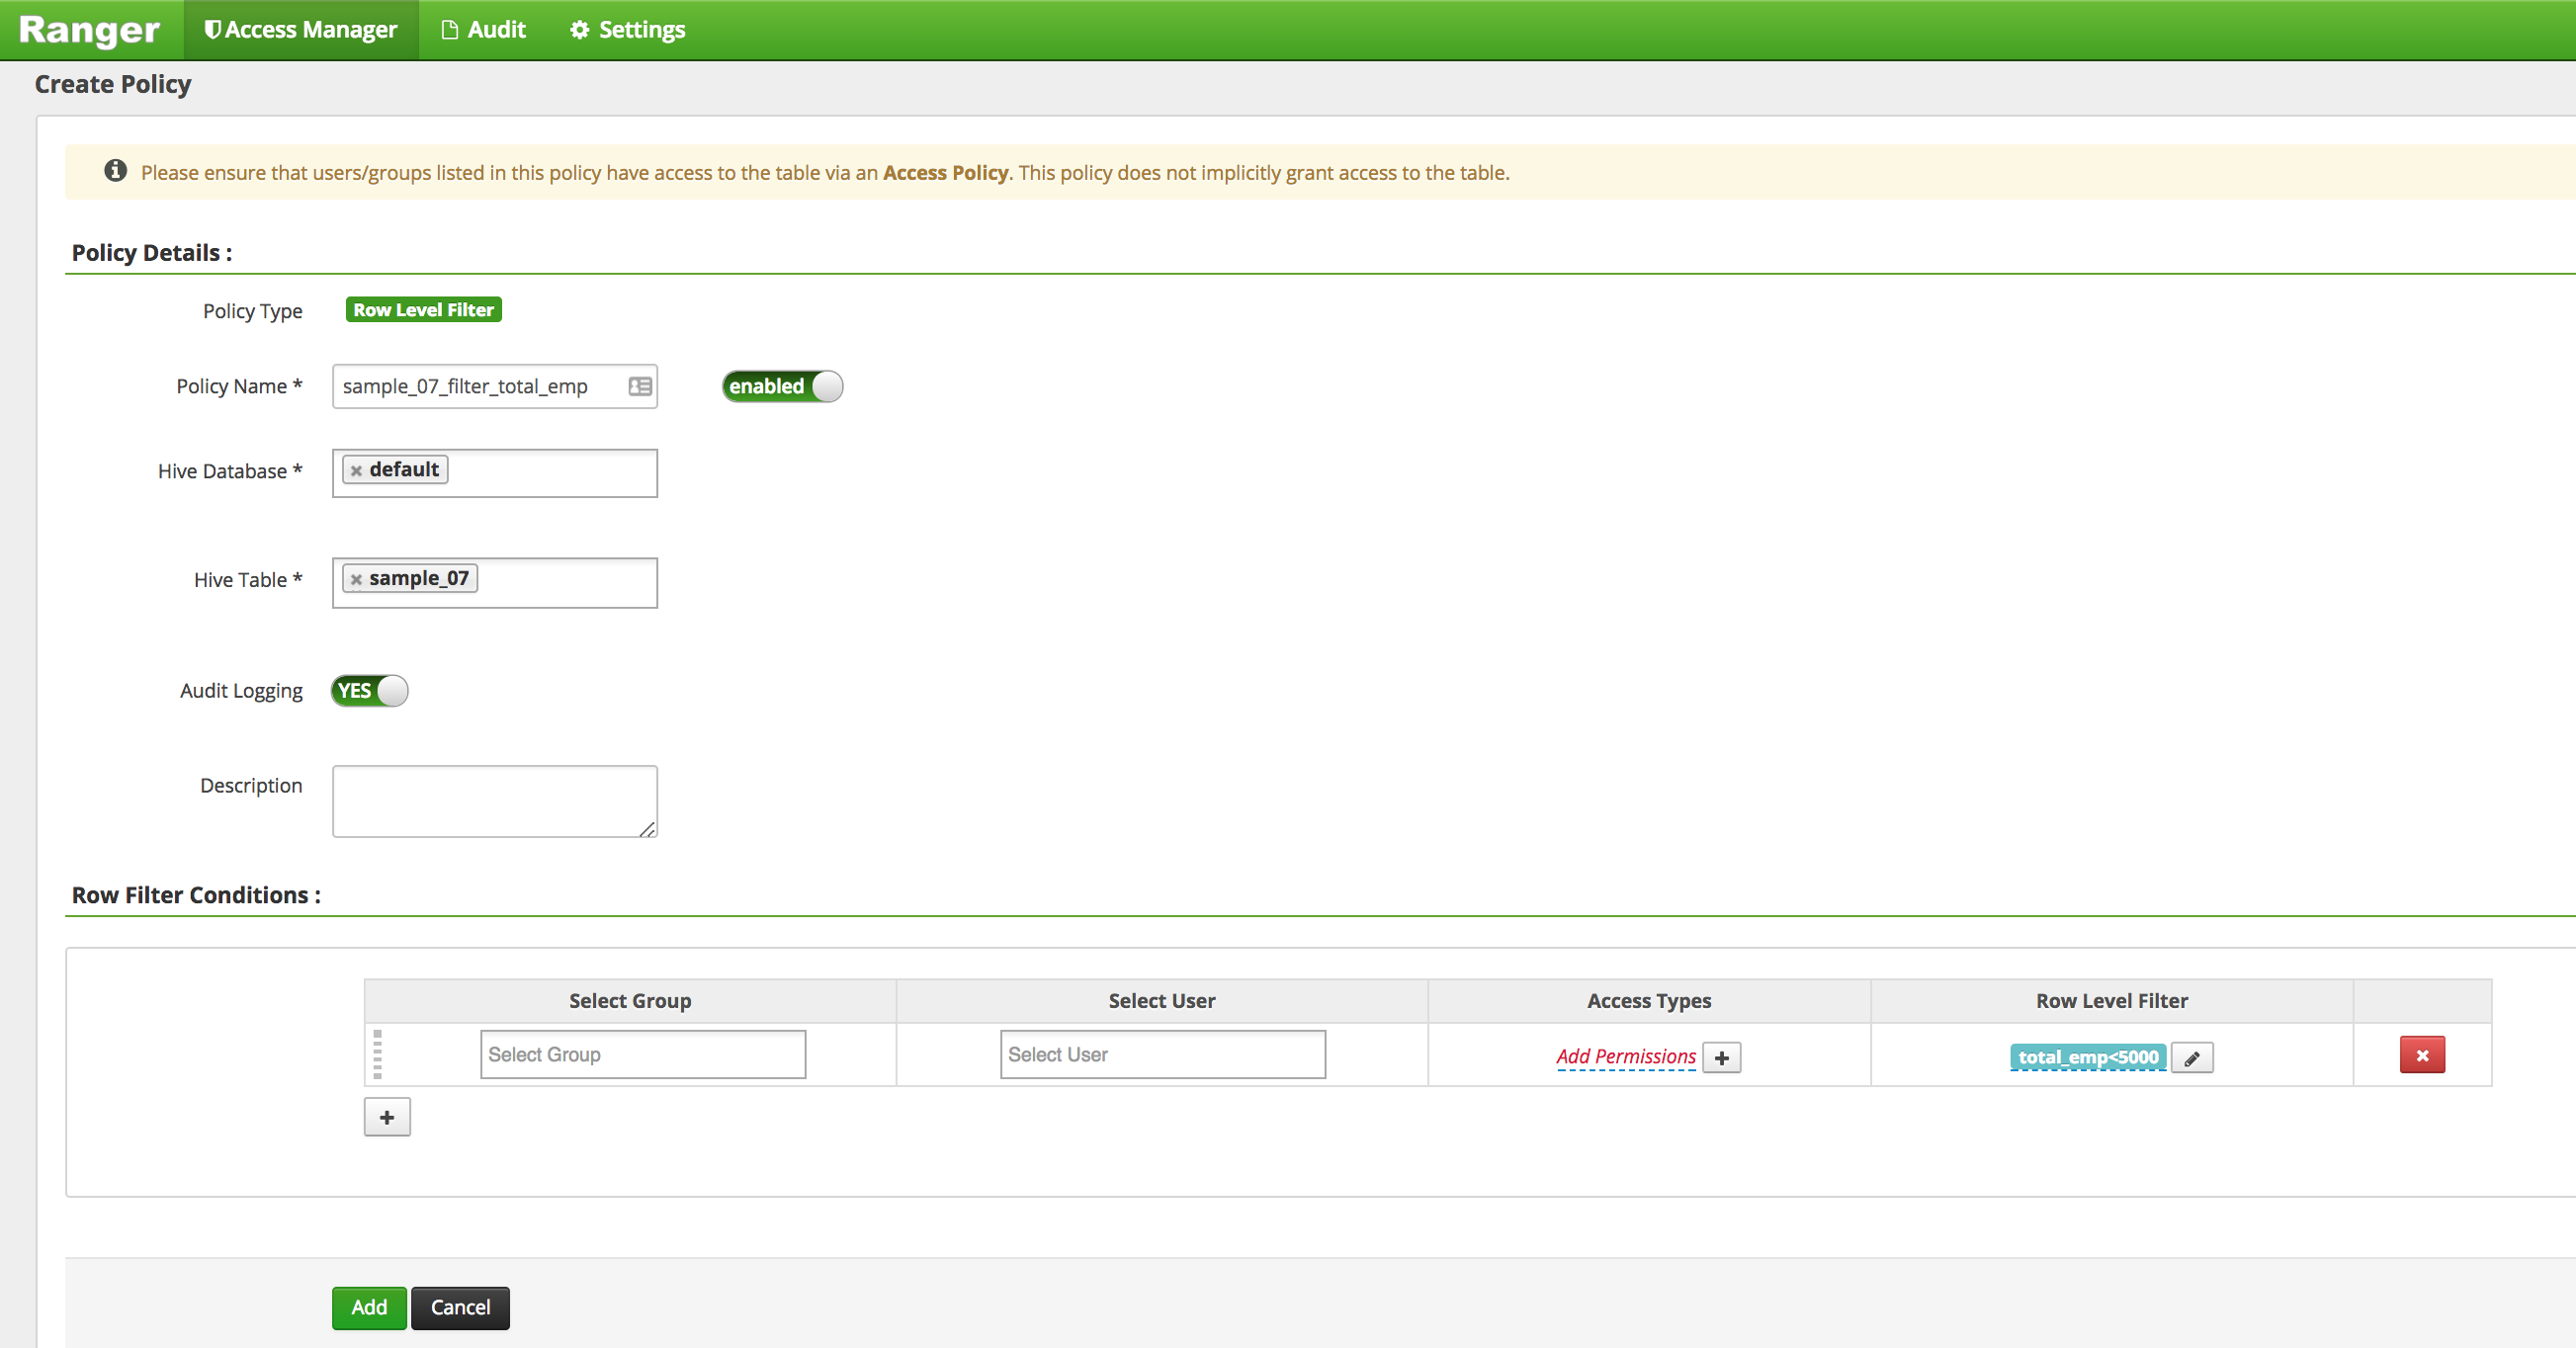 Ranger Access Manager Audit Settings
Create Policy
Please ensure that users/groups listed in this policy have access to the table via an Access Policy. This policy does not implicitly grant access to the table.
Policy Details :
Policy Type Row Level Filter
Policy Name * sample_07_filter_total_emp enabled
Hive Database * × default
Hive Table * × sample_07
Audit Logging YES
Description
Row Filter Conditions :
Select Group Select User Access Types Row Level Filter
Select Group Select User Add Permissions + total_emp<5000 ×
+
Add Cancel